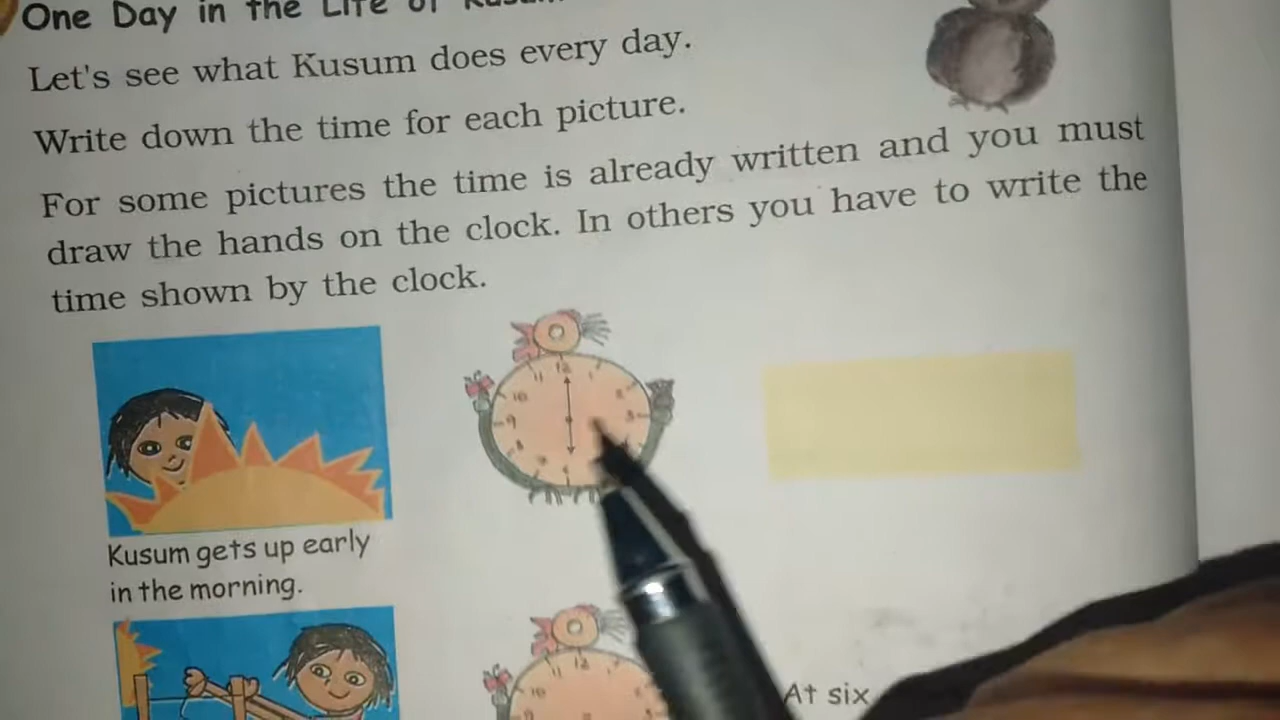 One Day in the Life of Kusum
Let's see what Kusum does every day.
Write down the time for each picture.
For some pictures the time is already written and you must
draw the hands on the clock. In others you have to write the
time shown by the clock.
Kusum gets up early
in the morning.
At six